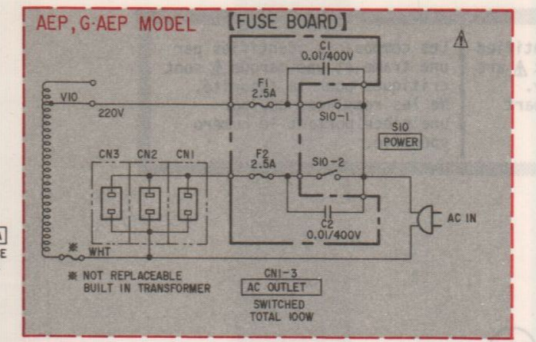 AEP, G-AEP MODEL
[FUSE BOARD]
C1
0.01/400V
F1
2.5A
V10
220V
S10-1
S10
POWER
CN3 CN2 CN1
F2
2.5A
S10-2
AC IN
C2
0.01/400V
WHT
※ NOT REPLACEABLE
BUILT IN TRANSFORMER
CN1-3
AC OUTLET
SWITCHED
TOTAL 100W